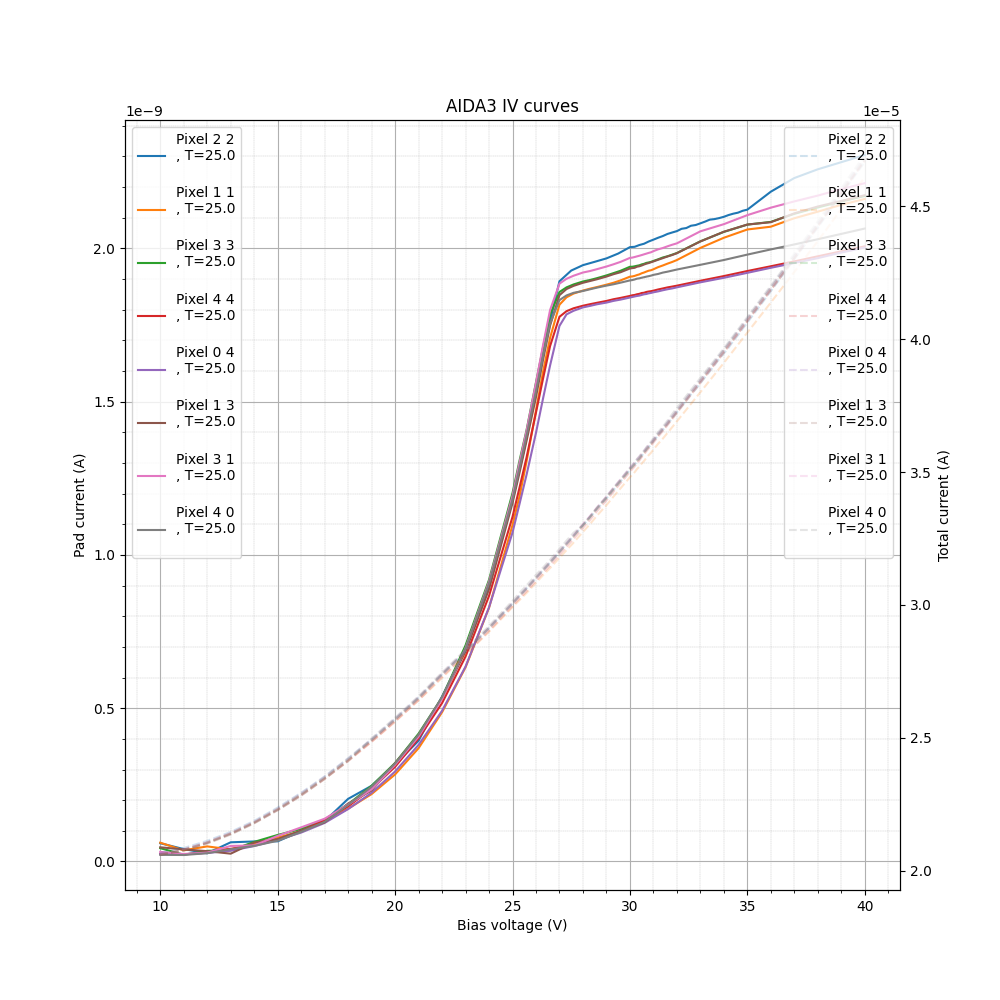 AIDA3 IV curves
1e−9
1e−5
Pixel 2 2
, T=25.0
Pixel 1 1
, T=25.0
Pixel 3 3
, T=25.0
Pixel 4 4
, T=25.0
Pixel 0 4
, T=25.0
Pixel 1 3
, T=25.0
Pixel 3 1
, T=25.0
Pixel 4 0
, T=25.0
Pixel 2 2
, T=25.0
Pixel 1 1
, T=25.0
Pixel 3 3
, T=25.0
Pixel 4 4
, T=25.0
Pixel 0 4
, T=25.0
Pixel 1 3
, T=25.0
Pixel 3 1
, T=25.0
Pixel 4 0
, T=25.0
Pad current (A)
2.0
1.5
1.0
0.5
0.0
Total current (A)
4.5
4.0
3.5
3.0
2.5
2.0
10 15 20 25 30 35 40
Bias voltage (V)